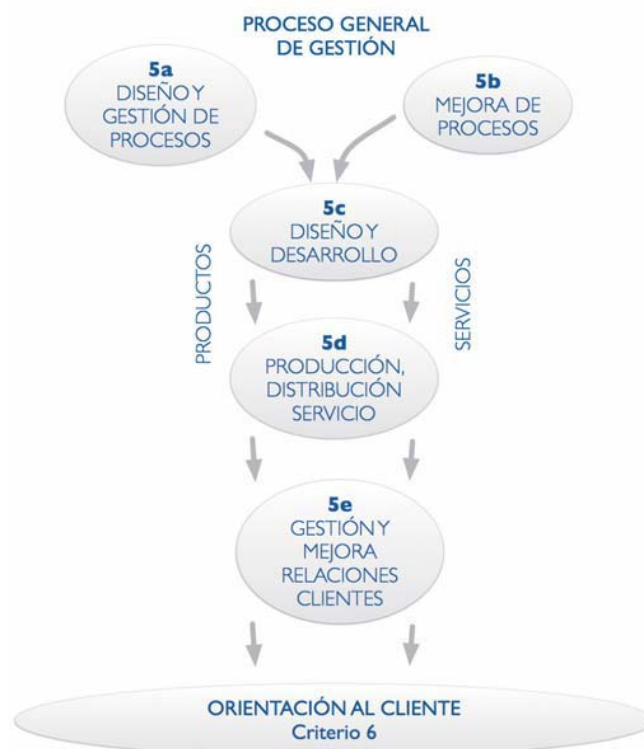 PROCESO GENERAL
DE GESTIÓN
5a
DISEÑO Y
GESTIÓN DE
PROCESOS
5b
MEJORA DE
PROCESOS
5c
DISEÑO Y
DESARROLLO
PRODUCTOS
SERVICIOS
5d
PRODUCCIÓN,
DISTRIBUCIÓN
SERVICIO
5e
GESTIÓN Y
MEJORA
RELACIONES
CLIENTES
ORIENTACIÓN AL CLIENTE
Criterio 6